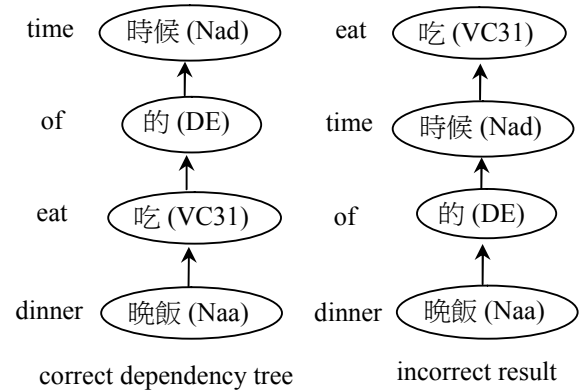 time 時候 (Nad) eat 吃 (VC31)
of 的 (DE) time 時候 (Nad)
eat 吃 (VC31) of 的 (DE)
dinner 晚飯 (Naa) dinner 晚飯 (Naa)
correct dependency tree incorrect result